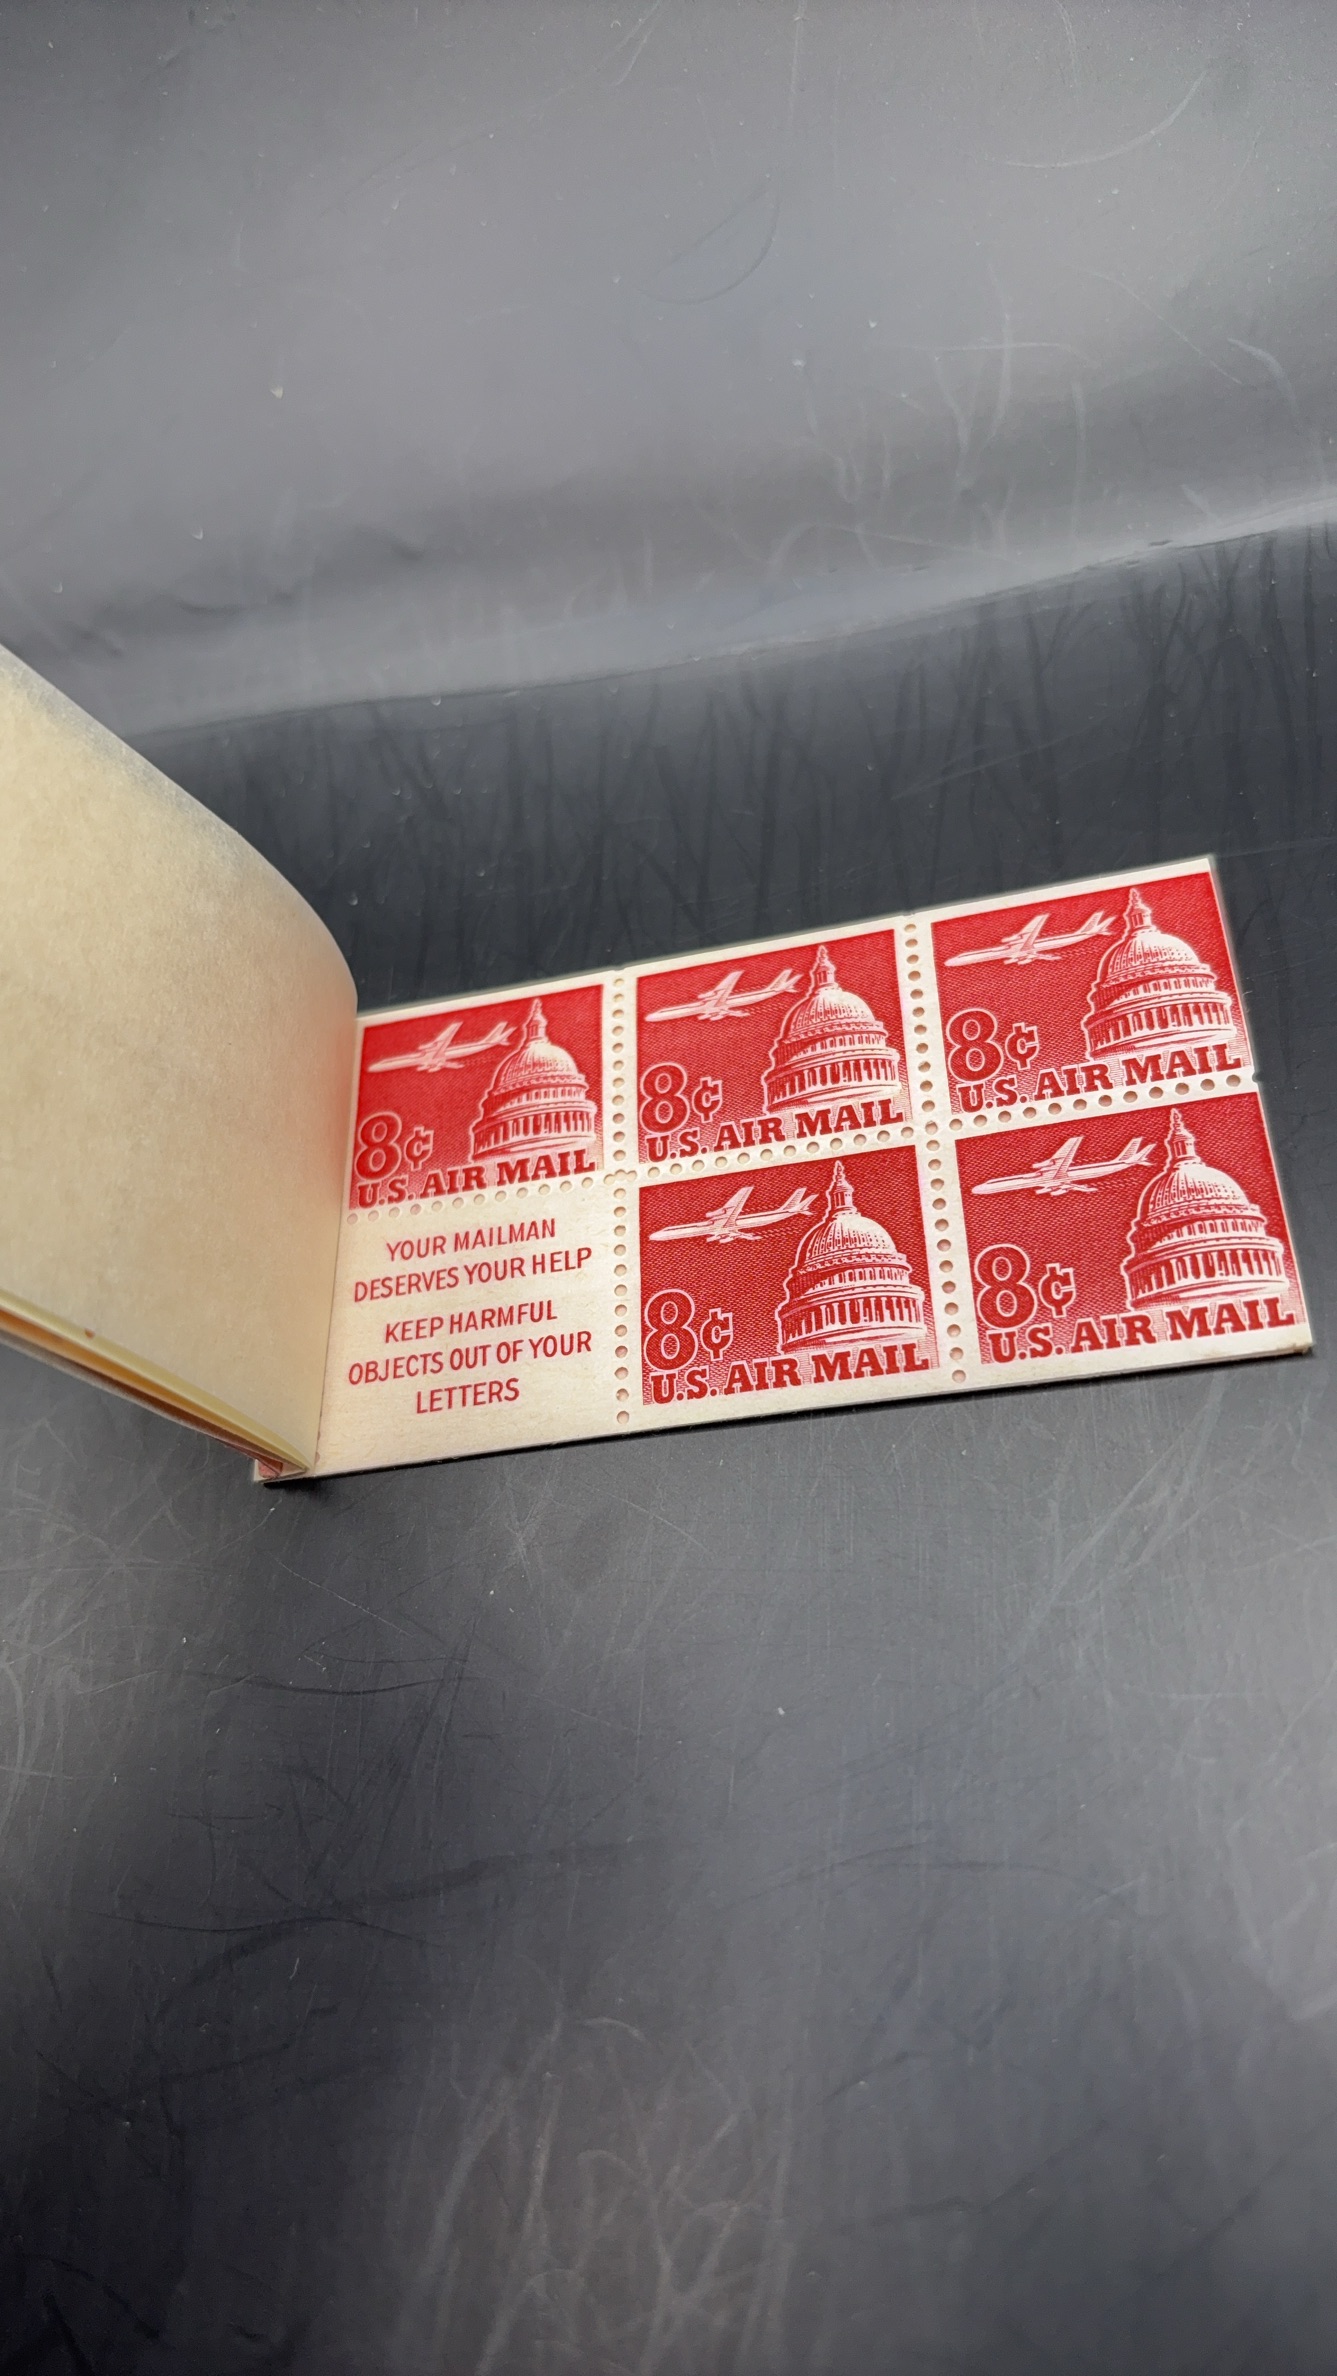 8¢
U.S. AIR MAIL
8¢
U.S. AIR MAIL
8¢
U.S. AIR MAIL
YOUR MAILMAN
DESERVES YOUR HELP
KEEP HARMFUL
OBJECTS OUT OF YOUR
LETTERS
8¢
U.S. AIR MAIL
8¢
U.S. AIR MAIL